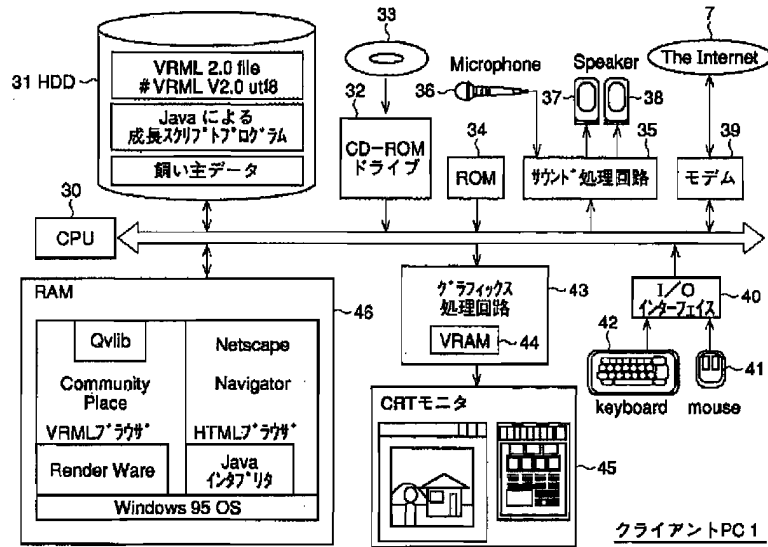 31 HDD
VRML 2.0 file
# VRML V2.0 utf8
Java による
成長スクリプトプログラム
飼い主データ
33
32
CD-ROM
ドライブ
34
ROM
Microphone
36
Speaker
37
38
35
サウンド処理回路
7
The Internet
39
モデム
30
CPU
RAM
46
Qvlib
Community
Place
VRMLブラウザ
Render Ware
Netscape
Navigator
HTMLブラウザ
Java
インタプリタ
Windows 95 OS
グラフィックス
処理回路
43
VRAM
44
I/O
インターフェイス
40
42
41
keyboard
mouse
CRTモニタ
45
クライアントPC 1